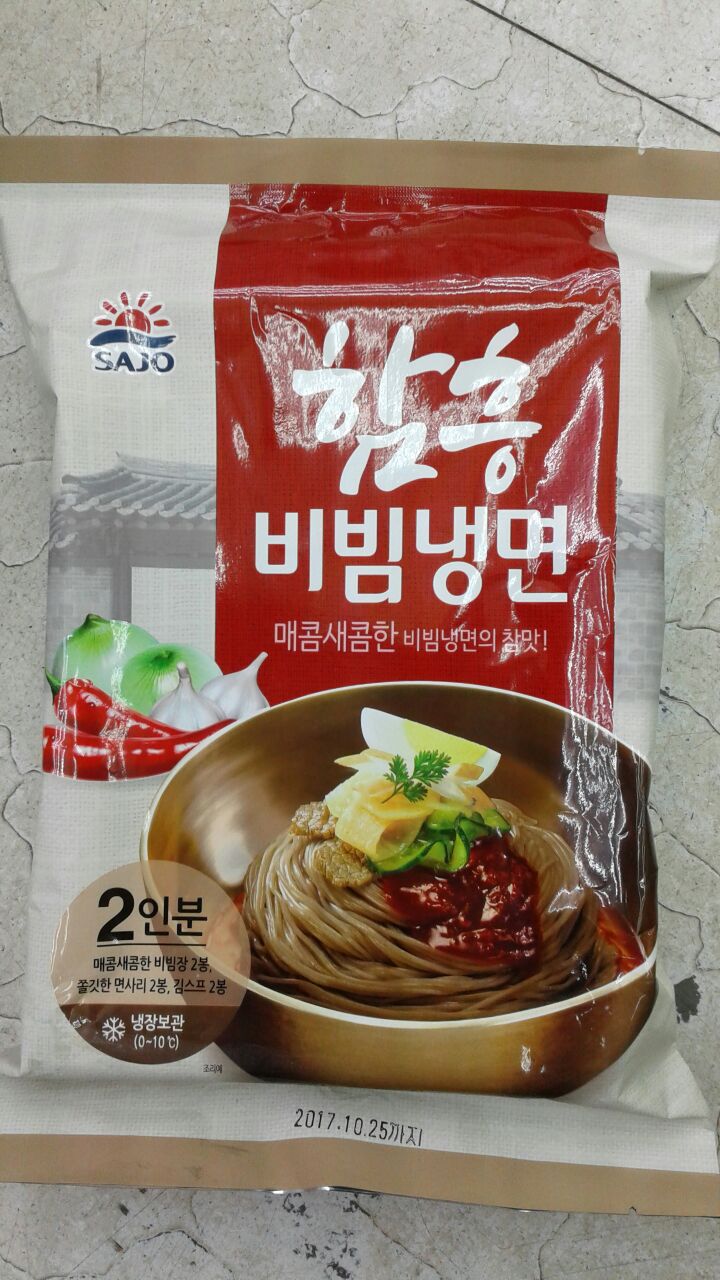 SAJO
함흥
비빔냉면
매콤새콤한 비빔냉면의 참맛!
2인분
매콤새콤한 비빔장 2봉,
쫄깃한 면사리 2봉, 김스프 2봉
냉장보관
(0~10℃)
조리예
2017.10.25까지